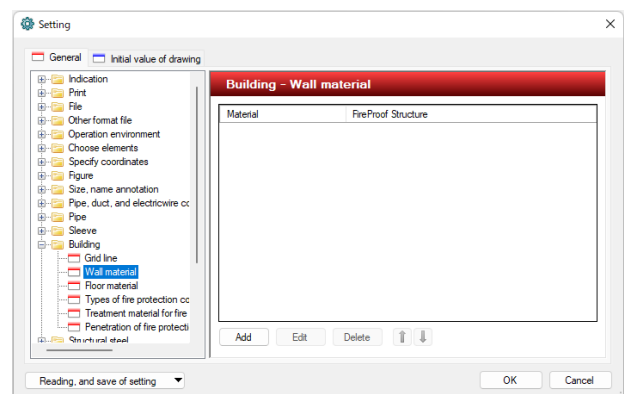 Setting
General
Initial value of drawing
Indication
Print
File
Other format file
Operation environment
Choose elements
Specify coordinates
Figure
Size, name annotation
Pipe, duct, and electricwire cc
Pipe
Sleeve
Building
Grid line
Wall material
Floor material
Types of fire protection cc
Treatment material for fire
Penetration of fire protecti
Structural steel
Building - Wall material
Material FireProof Structure
Add Edit Delete
Reading, and save of setting
OK Cancel